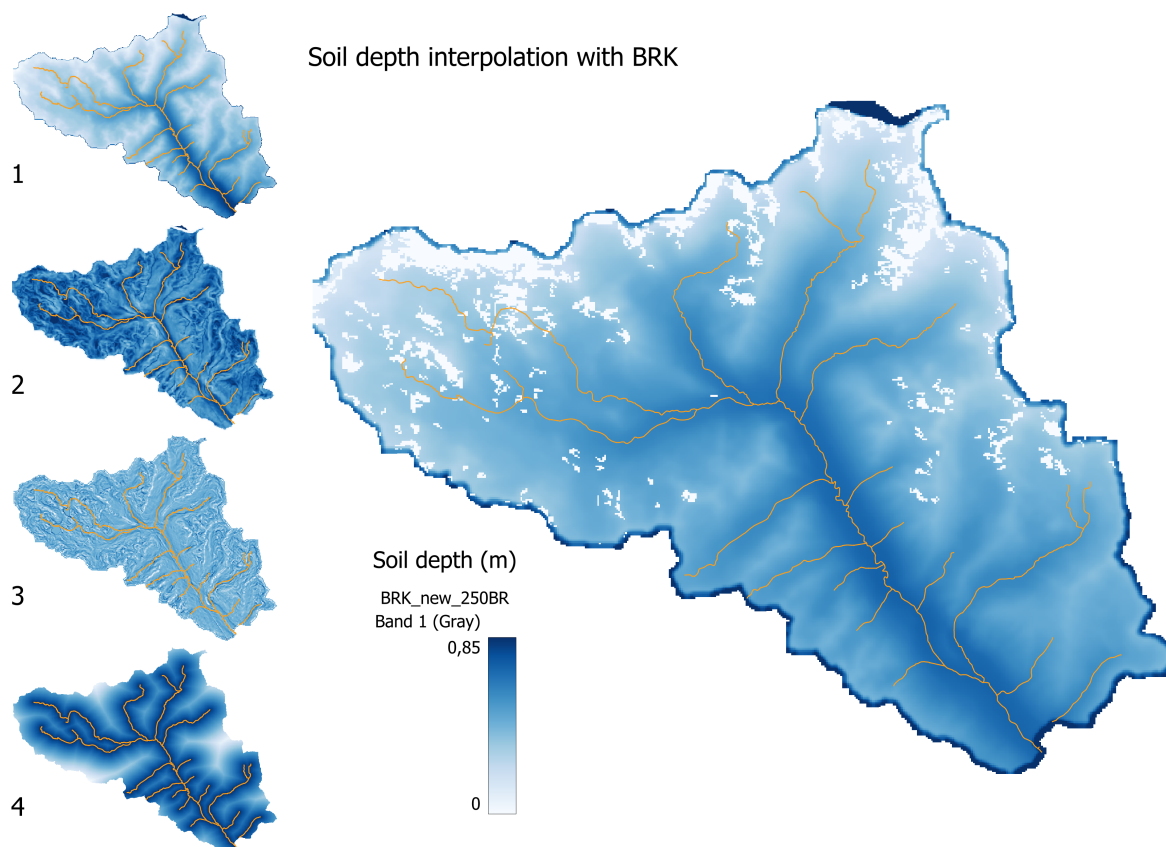 Soil depth interpolation with BRK
1
2
3
4
Soil depth (m)
BRK_new_250BR
Band 1 (Gray)
0,85
0